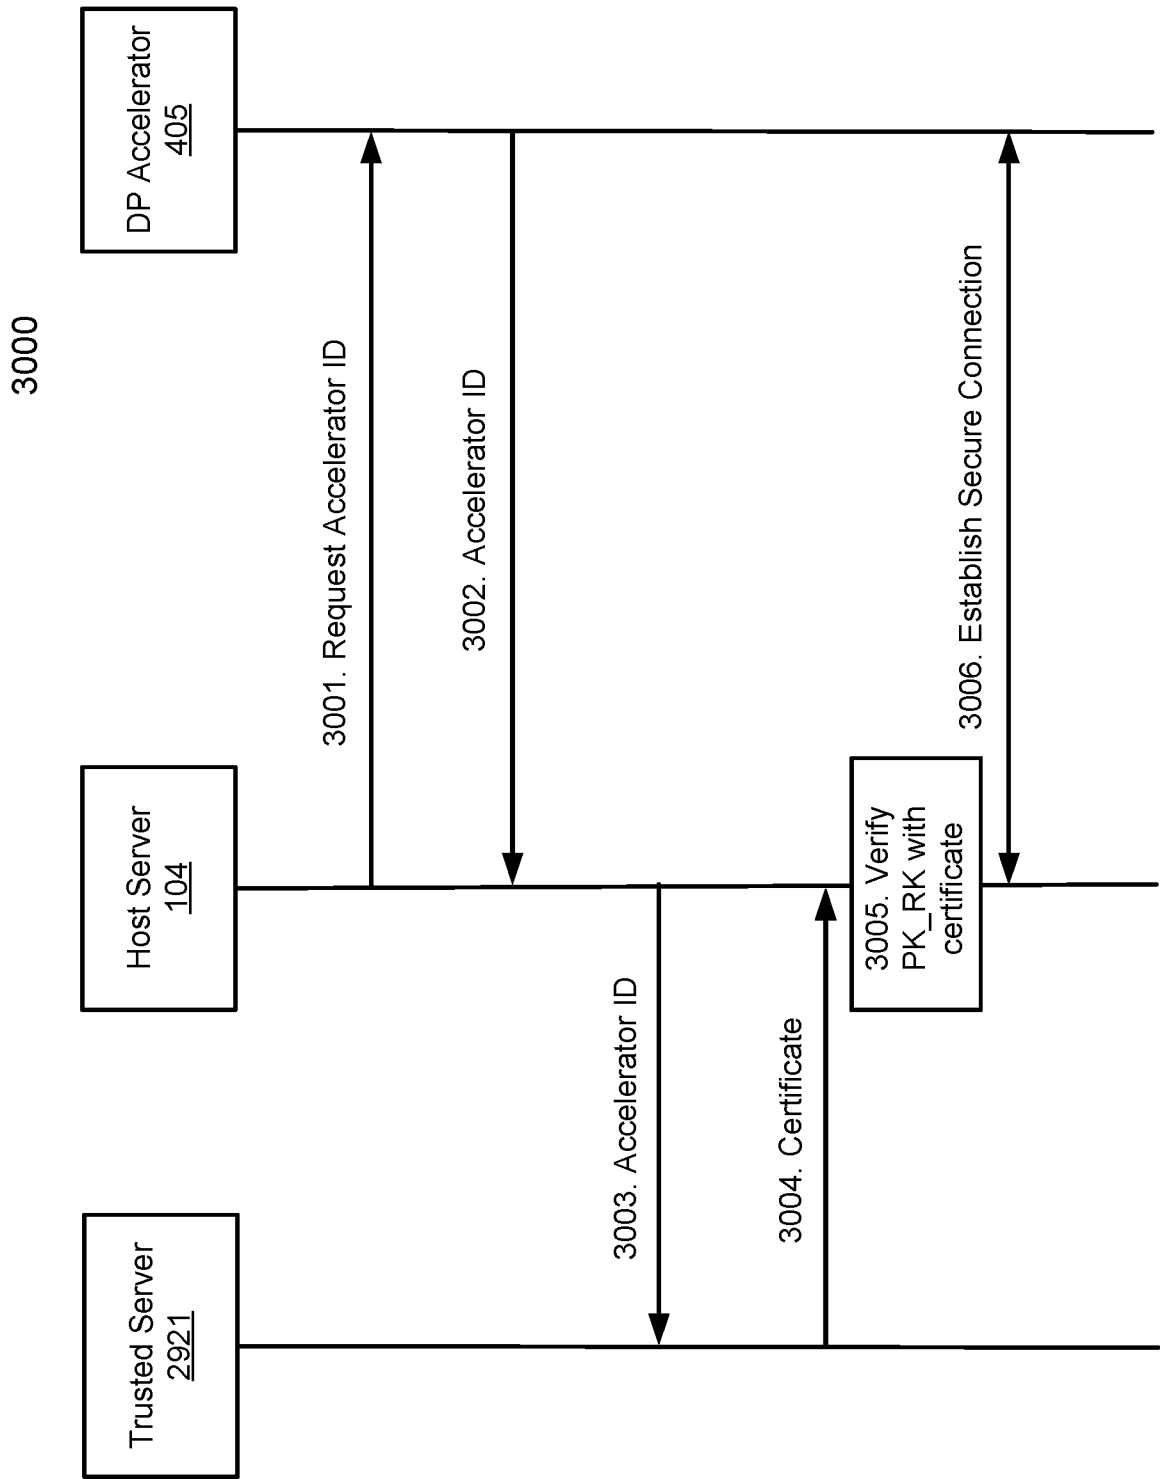 3000
Trusted Server
2921
Host Server
104
DP Accelerator
405
3001. Request Accelerator ID
3002. Accelerator ID
3003. Accelerator ID
3004. Certificate
3005. Verify
PK_RK with
certificate
3006. Establish Secure Connection